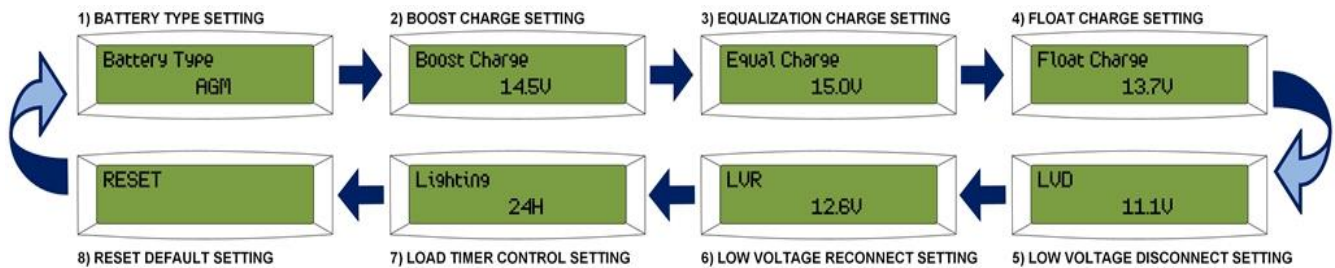 1) BATTERY TYPE SETTING
Battery Type
AGM
2) BOOST CHARGE SETTING
Boost Charge
14.5V
3) EQUALIZATION CHARGE SETTING
Equal Charge
15.0V
4) FLOAT CHARGE SETTING
Float Charge
13.7V
LVD
11.1V
5) LOW VOLTAGE DISCONNECT SETTING
LVR
12.6V
6) LOW VOLTAGE RECONNECT SETTING
Lighting
24H
7) LOAD TIMER CONTROL SETTING
RESET
8) RESET DEFAULT SETTING